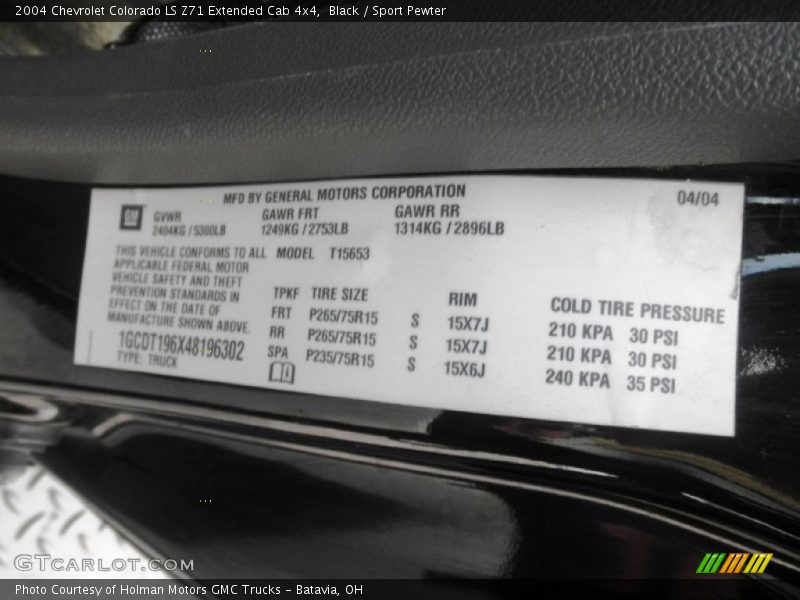 2004 Chevrolet Colorado LS Z71 Extended Cab 4x4, Black / Sport Pewter
MFD BY GENERAL MOTORS CORPORATION 04/04
GM GVWR GAWR FRT GAWR RR
2404KG / 5300LB 1249KG / 2753LB 1314KG / 2896LB
THIS VEHICLE CONFORMS TO ALL MODEL T15653
APPLICABLE FEDERAL MOTOR
VEHICLE SAFETY AND THEFT
PREVENTION STANDARDS IN
EFFECT ON THE DATE OF
MANUFACTURE SHOWN ABOVE.
1GCDT196X48196302
TYPE: TRUCK
TPKF TIRE SIZE RIM COLD TIRE PRESSURE
FRT P265/75R15 S 15X7J 210 KPA 30 PSI
RR P265/75R15 S 15X7J 210 KPA 30 PSI
SPA P235/75R15 S 15X6J 240 KPA 35 PSI
GTCARLOT.COM
Photo Courtesy of Holman Motors GMC Trucks - Batavia, OH